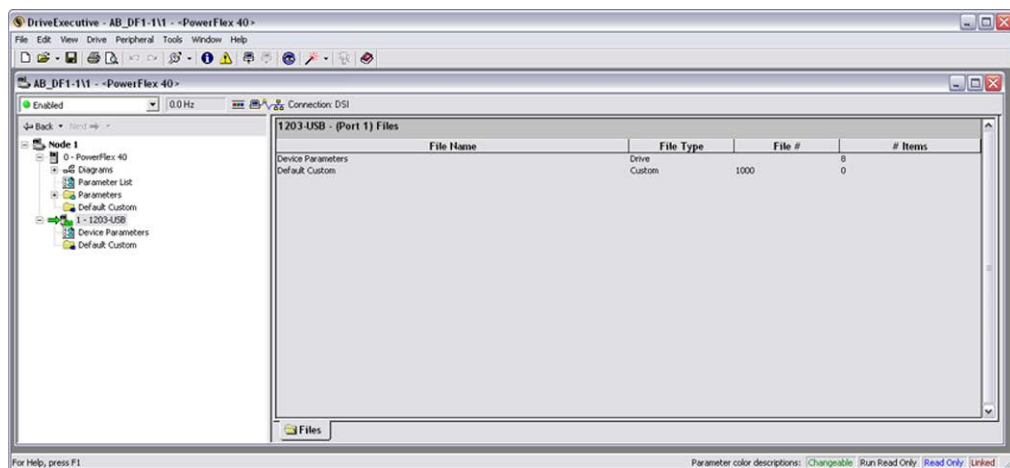 DriveExecutive - AB_DF1-1\1 - <PowerFlex 40>
File Edit View Drive Peripheral Tools Window Help
AB_DF1-1\1 - <PowerFlex 40>
Enabled 0.0 Hz Connection: DSI
Back Next
Node 1
0 - PowerFlex 40
Diagrams
Parameter List
Parameters
Default Custom
1 - 1203-USB
Device Parameters
Default Custom
1203-USB - (Port 1) Files
File Name File Type File # # Items
Device Parameters Drive 8
Default Custom Custom 1000 0
Files
For Help, press F1 Parameter color descriptions: Changeable Run Read Only Read Only Linked